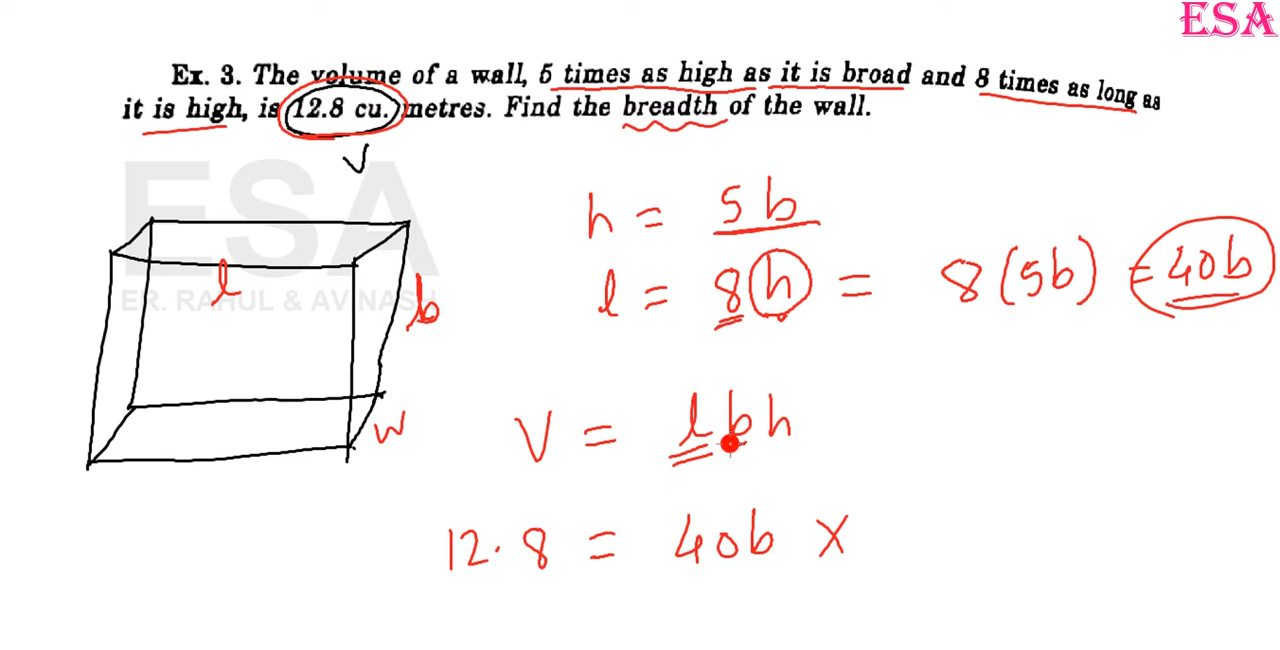 ESA
Ex. 3. The volume of a wall, 5 times as high as it is broad and 8 times as long as
it is high, is 12.8 cu. metres. Find the breadth of the wall.
V
ESA
ER. RAHUL & AVINASH
h = 5b
l = 8(h) = 8(5b) = 40b
l
b
w
V = lbh
12.8 = 40b ×